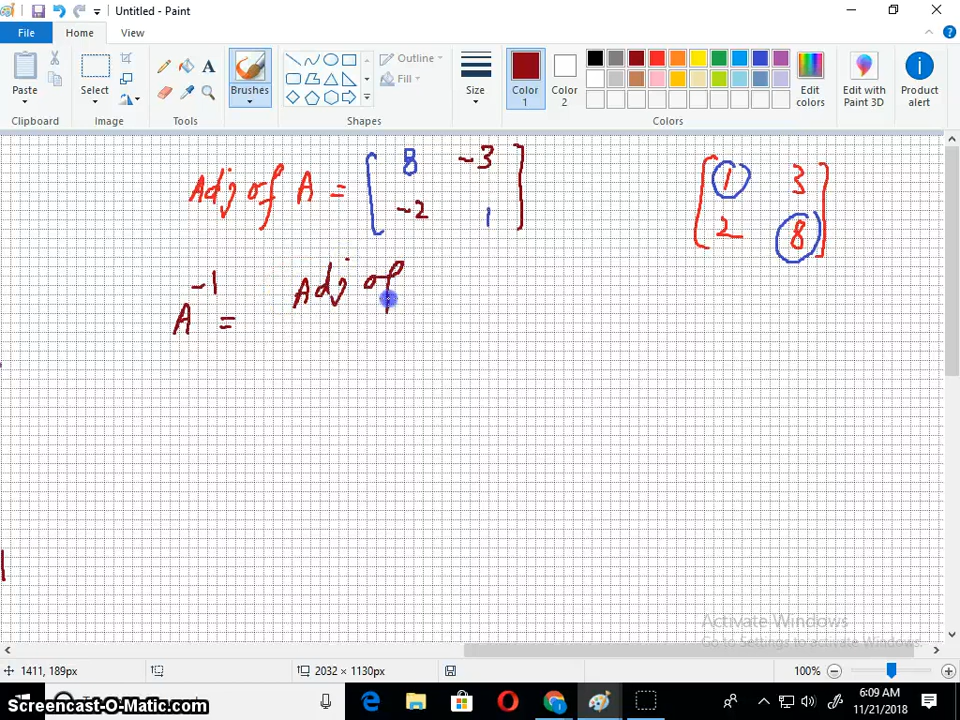 Untitled - Paint
File Home View
Paste
Select
Brushes
Outline
Fill
Size
Color 1
Color 2
Edit colors
Edit with Paint 3D
Product alert
Clipboard Image Tools Shapes Colors
Adj of A = [ 8 -3
-2 1 ]
[ 1 3
2 8 ]
A -1 = Adj of
Activate Windows
Go to Settings to activate Windows.
1411, 189px 2032 × 1130px 100%
6:09 AM
11/21/2018
Screencast-O-Matic.com